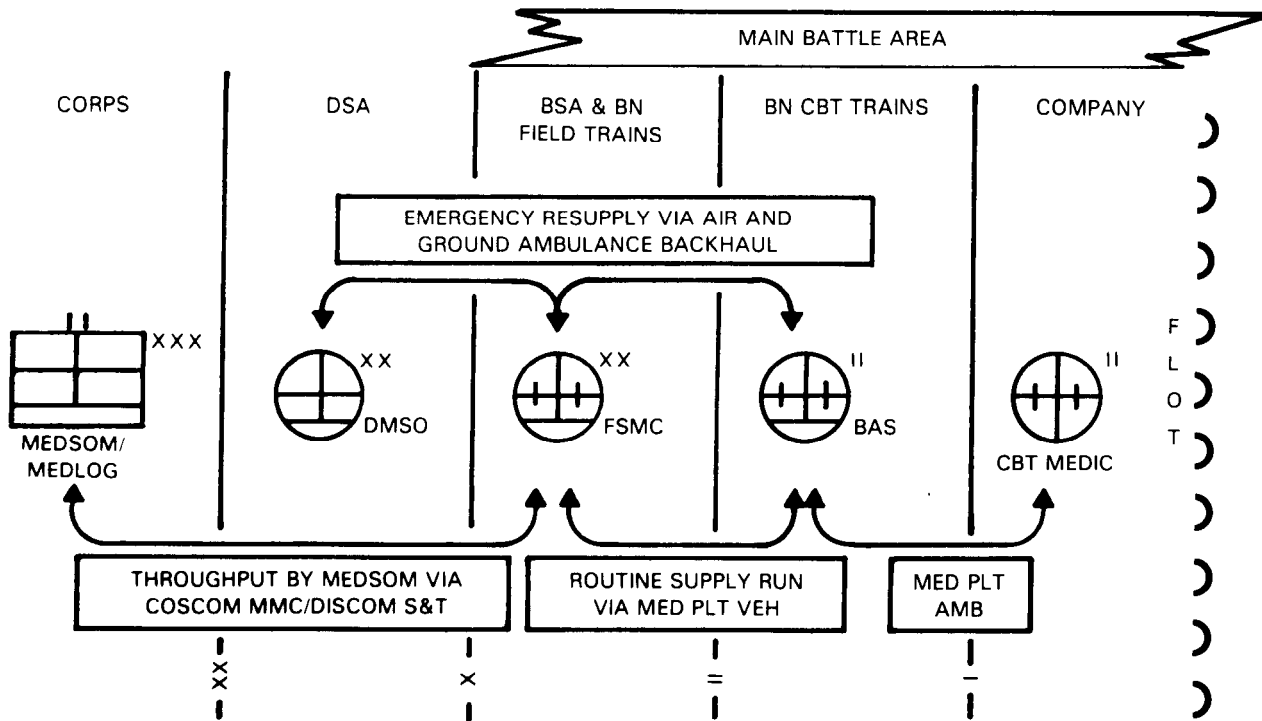 MAIN BATTLE AREA
CORPS
DSA
BSA & BN
FIELD TRAINS
BN CBT TRAINS
COMPANY
EMERGENCY RESUPPLY VIA AIR AND
GROUND AMBULANCE BACKHAUL
XXX
MEDSOM/
MEDLOG
XX
DMSO
XX
FSMC
II
BAS
II
CBT MEDIC
FLOT
THROUGHPUT BY MEDSOM VIA
COSCOM MMC/DISCOM S&T
ROUTINE SUPPLY RUN
VIA MED PLT VEH
MED PLT
AMB
XX
X
II
I